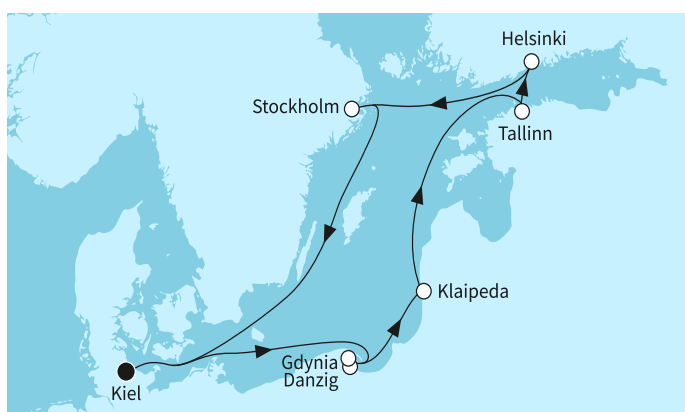 Helsinki
Stockholm
Tallinn
Klaipeda
Gdynia
Danzig
Kiel